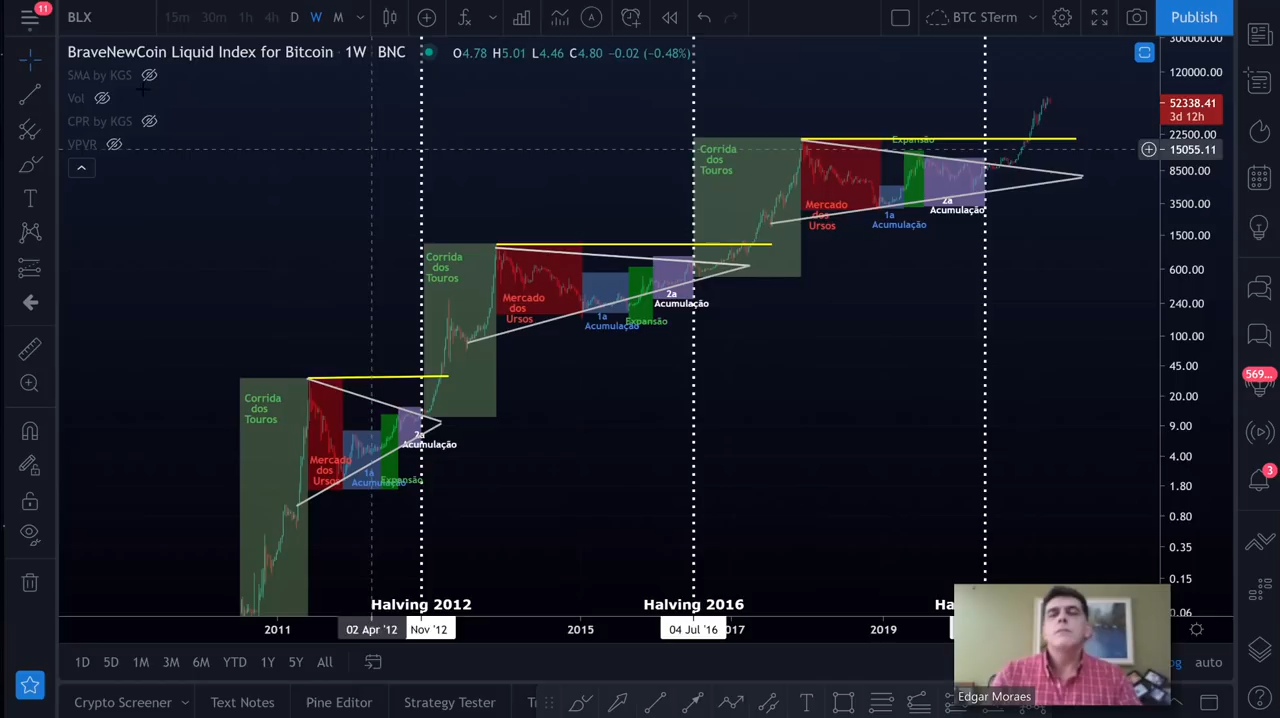 11
BLX
15m 30m 1h 4h D W M
BTC STerm
Publish
BraveNewCoin Liquid Index for Bitcoin · 1W · BNC
O4.78 H5.01 L4.46 C4.80 −0.02 (−0.48%)
SMA by KGS
Vol
CPR by KGS
VPVR
300000.00
120000.00
52338.41
3d 12h
22500.00
15055.11
8500.00
3500.00
1500.00
600.00
240.00
100.00
45.00
20.00
9.00
4.00
1.80
0.80
0.35
0.15
0.06
Corrida
dos
Touros
Mercado
dos
Ursos
1a
Acumulação
Expansão
2a
Acumulação
Corrida
dos
Touros
Mercado
dos
Ursos
1a
Acumulação
Expansão
2a
Acumulação
Corrida
dos
Touros
Mercado
dos
Ursos
1a
Acumulação
Expansão
2a
Acumulação
569...
3
Halving 2012
Halving 2016
2011
02 Apr '12
Nov '12
2015
04 Jul '16
2017
2019
1D 5D 1M 3M 6M YTD 1Y 5Y All
auto
Edgar Moraes
Crypto Screener
Pine Editor
Strategy Tester